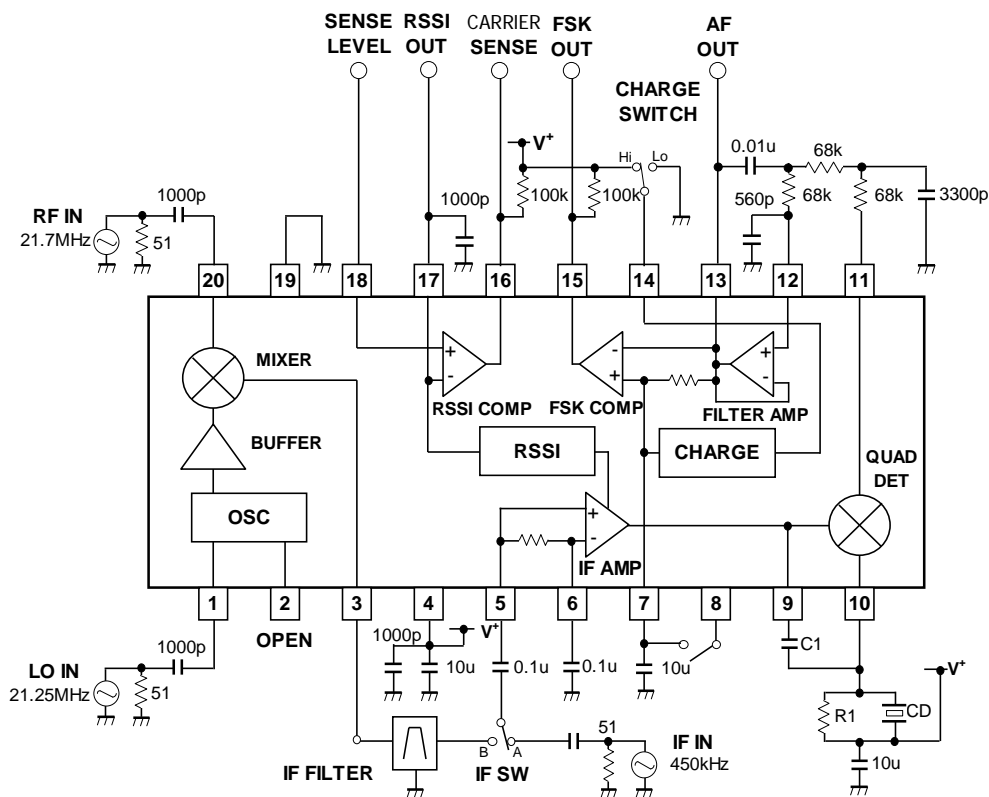 SENSE LEVEL
RSSI OUT
CARRIER SENSE
FSK OUT
AF OUT
CHARGE SWITCH
V+
Hi
Lo
0.01u
68k
1000p
100k
100k
560p
68k
68k
3300p
RF IN
21.7MHz
1000p
51
20
19
18
17
16
15
14
13
12
11
MIXER
+
-
RSSI COMP
-
+
FSK COMP
+
-
FILTER AMP
BUFFER
RSSI
CHARGE
QUAD DET
OSC
+
-
IF AMP
1
2
3
4
5
6
7
8
9
10
OPEN
LO IN
21.25MHz
1000p
51
1000p
V+
10u
0.1u
0.1u
10u
C1
V+
R1
CD
10u
IF FILTER
B
A
IF SW
51
IF IN
450kHz